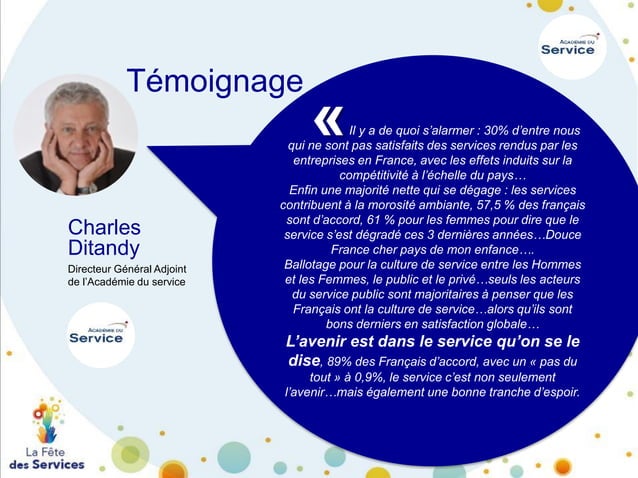 ACADÉMIE DU
Service
Témoignage
«
Il y a de quoi s’alarmer : 30% d’entre nous
qui ne sont pas satisfaits des services rendus par les
entreprises en France, avec les effets induits sur la
compétitivité à l’échelle du pays…
Enfin une majorité nette qui se dégage : les services
contribuent à la morosité ambiante, 57,5 % des français
sont d’accord, 61 % pour les femmes pour dire que le
service s’est dégradé ces 3 dernières années…Douce
France cher pays de mon enfance….
Ballotage pour la culture de service entre les Hommes
et les Femmes, le public et le privé…seuls les acteurs
du service public sont majoritaires à penser que les
Français ont la culture de service…alors qu’ils sont
bons derniers en satisfaction globale…
L’avenir est dans le service qu’on se le
dise, 89% des Français d’accord, avec un « pas du
tout » à 0,9%, le service c’est non seulement
l’avenir…mais également une bonne tranche d’espoir.
Charles
Ditandy
Directeur Général Adjoint
de l’Académie du service
ACADÉMIE DU
Service
La Fête
des Services